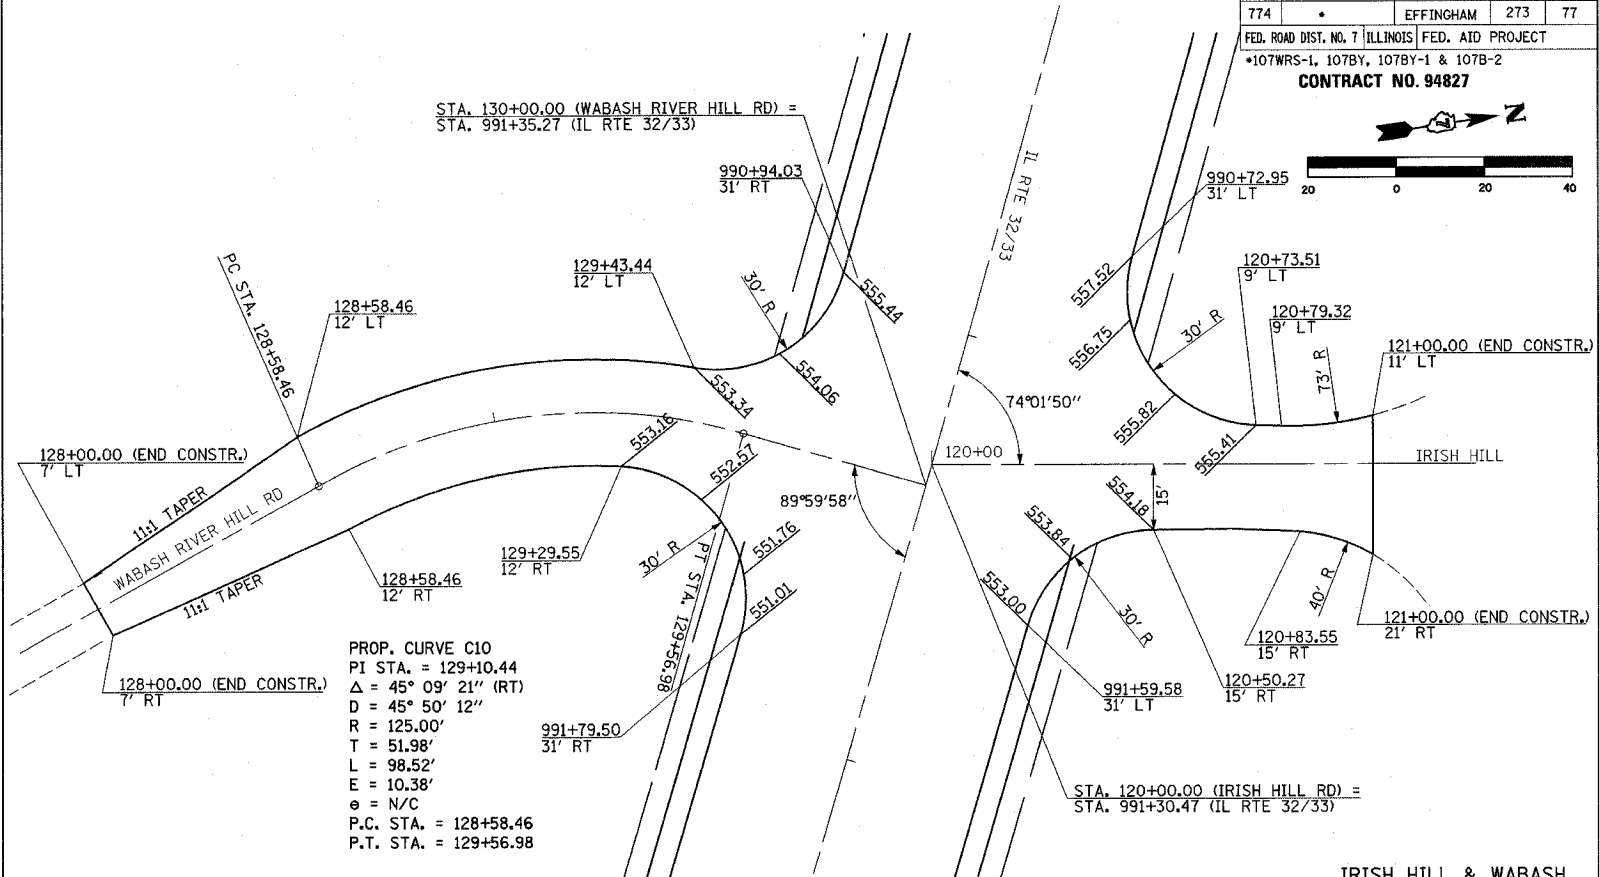 774 * EFFINGHAM 273 77
FED. ROAD DIST. NO. 7 ILLINOIS FED. AID PROJECT
*107WRS-1, 107BY, 107BY-1 & 107B-2
CONTRACT NO. 94827
N
20 0 20 40
STA. 130+00.00 (WABASH RIVER HILL RD) =
STA. 991+35.27 (IL RTE 32/33)
990+94.03
31' RT
IL RTE 32/33
990+72.95
31' LT
PC STA. 128+58.46
128+58.46
12' LT
129+43.44
12' LT
30' R
555.44
554.06
553.34
557.52
556.75
30' R
555.82
555.41
120+73.51
9' LT
120+79.32
9' LT
73' R
121+00.00 (END CONSTR.)
11' LT
74°01'50"
120+00
IRISH HILL
128+00.00 (END CONSTR.)
7' LT
11:1 TAPER
WABASH RIVER HILL RD
11:1 TAPER
553.16
552.57
89°59'58"
551.76
551.01
30' R
PT STA. 129+56.98
129+29.55
12' RT
128+58.46
12' RT
128+00.00 (END CONSTR.)
7' RT
554.18
15'
553.84
553.00
30' R
40' R
121+00.00 (END CONSTR.)
21' RT
120+83.55
15' RT
120+50.27
15' RT
991+59.58
31' LT
991+79.50
31' RT
PROP. CURVE C10
PI STA. = 129+10.44
Δ = 45° 09' 21" (RT)
D = 45° 50' 12"
R = 125.00'
T = 51.98'
L = 98.52'
E = 10.38'
e = N/C
P.C. STA. = 128+58.46
P.T. STA. = 129+56.98
STA. 120+00.00 (IRISH HILL RD) =
STA. 991+30.47 (IL RTE 32/33)
IRISH HILL & WABASH